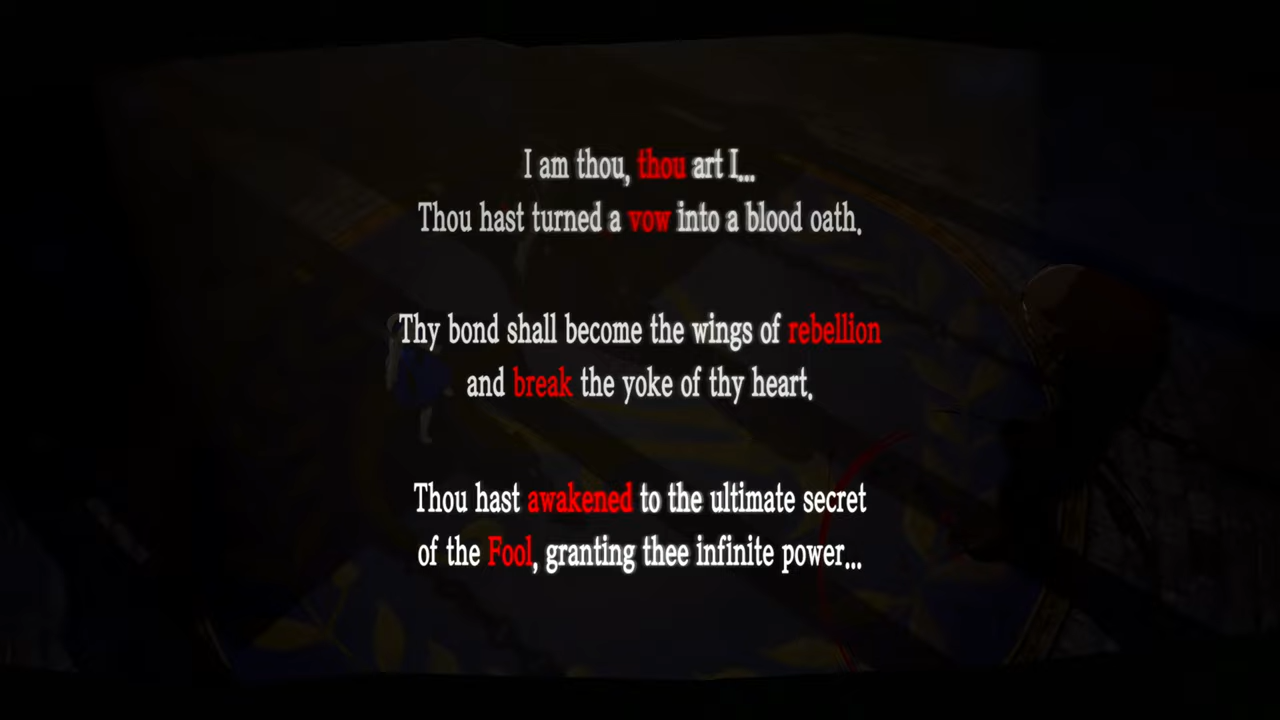 I am thou, thou art I...
Thou hast turned a vow into a blood oath.
Thy bond shall become the wings of rebellion
and break the yoke of thy heart.
Thou hast awakened to the ultimate secret
of the Fool, granting thee infinite power...